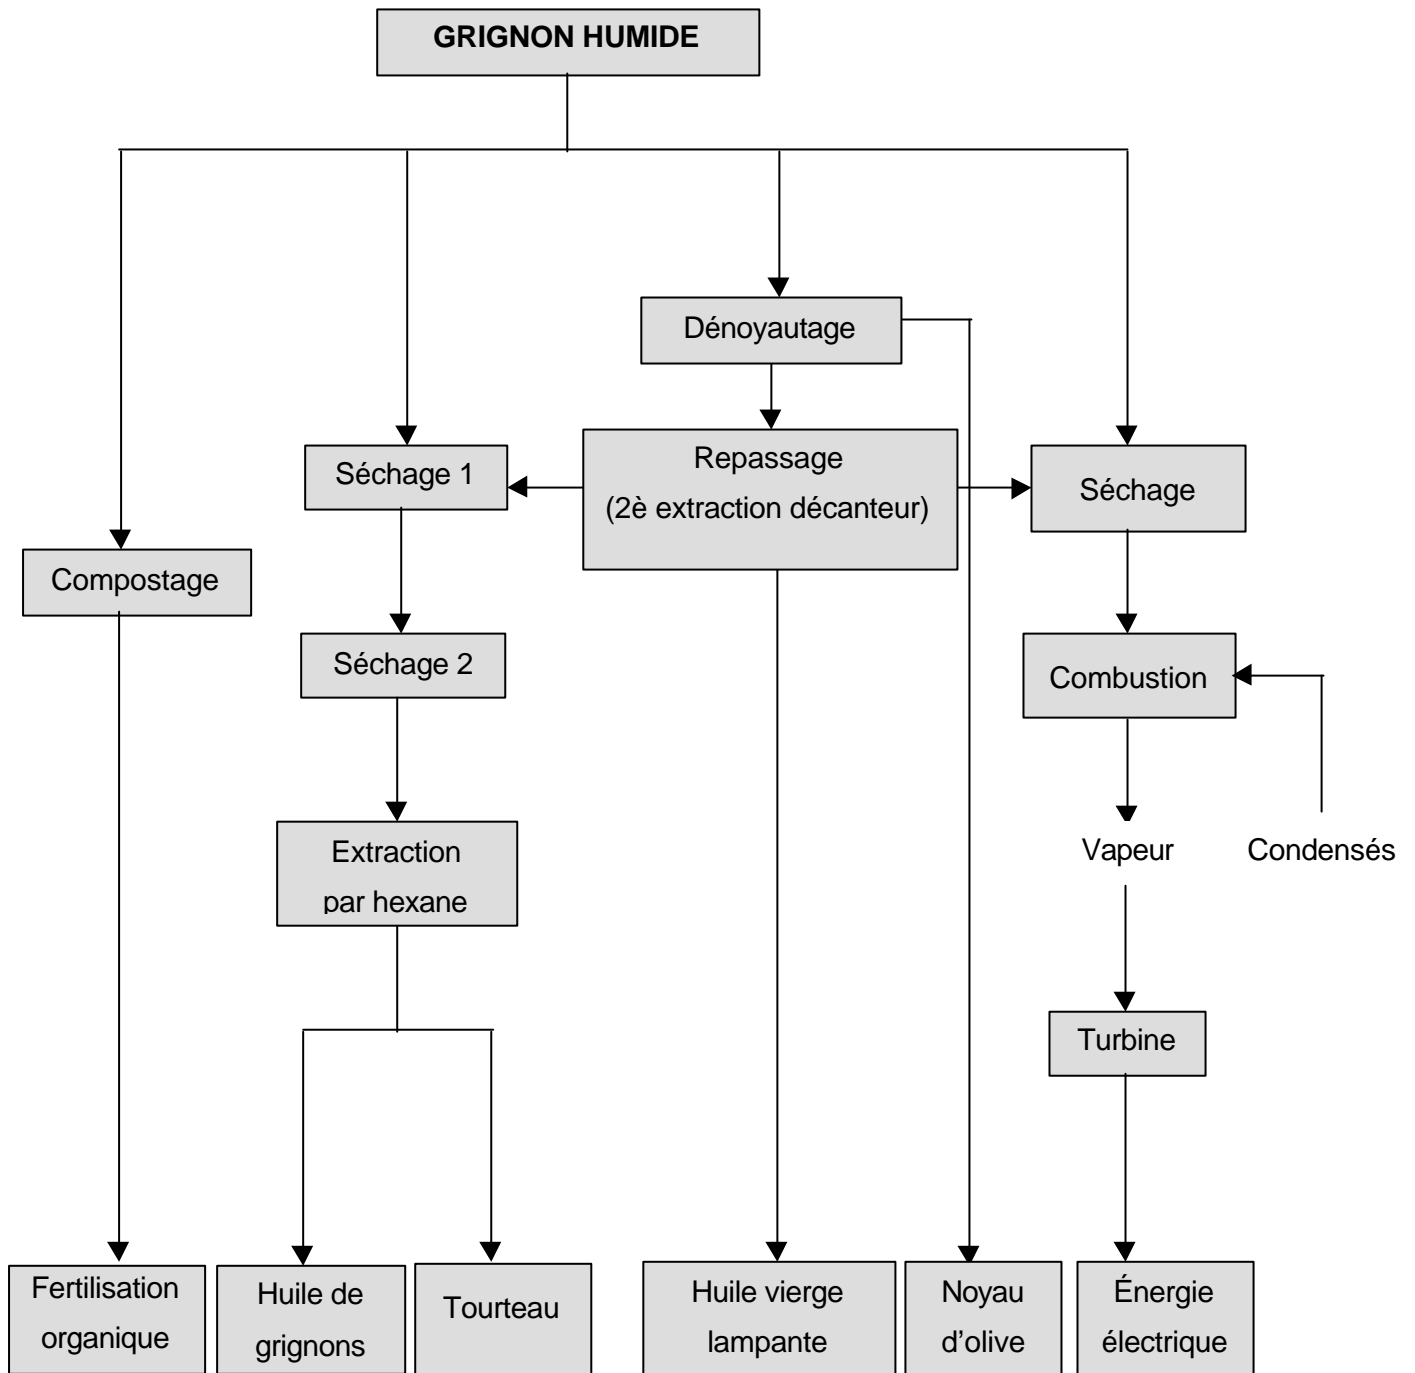 GRIGNON HUMIDE
Dénoyautage
Repassage
(2è extraction décanteur)
Séchage 1
Séchage
Compostage
Séchage 2
Combustion
Extraction
par hexane
Vapeur
Condensés
Turbine
Fertilisation
organique
Huile de
grignons
Tourteau
Huile vierge
lampante
Noyau
d’olive
Énergie
électrique